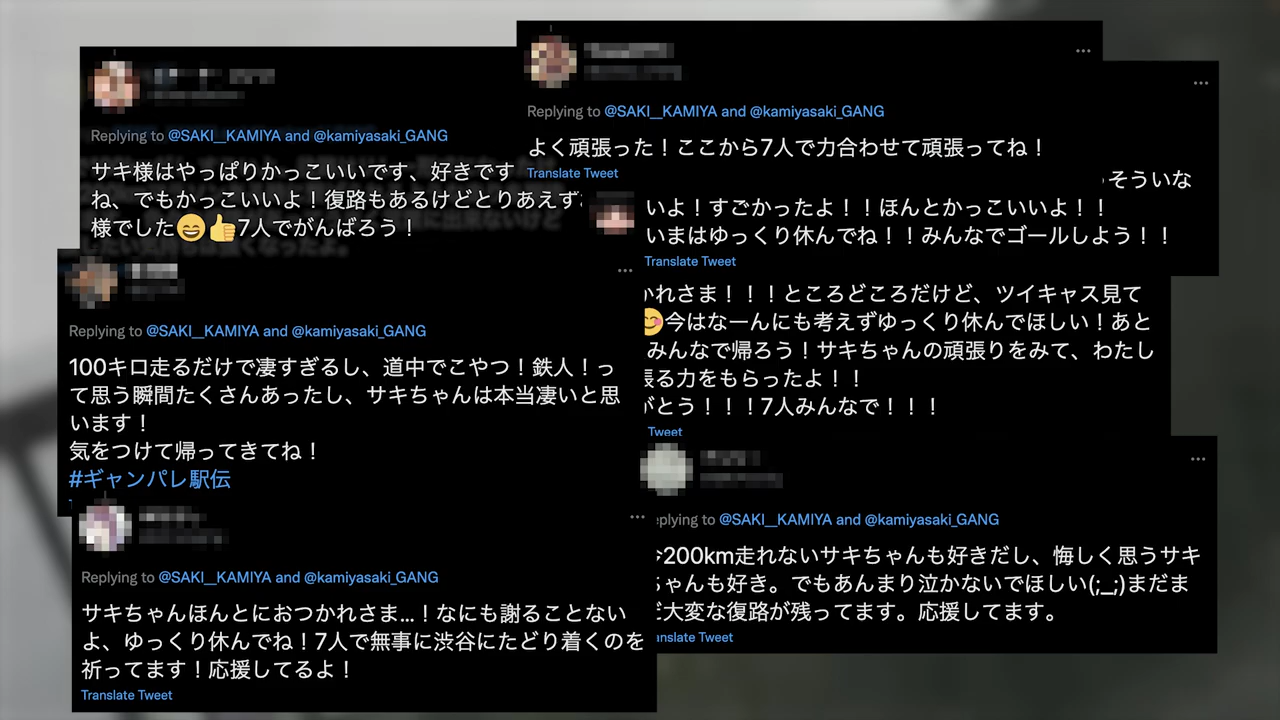 Replying to @SAKI__KAMIYA and @kamiyasaki_GANG
サキ様はやっぱりかっこいいです、好きです
ね、でもかっこいいよ！復路もあるけどとりあえず
様でした😄👍7人でがんばろう！
Replying to @SAKI__KAMIYA and @kamiyasaki_GANG
よく頑張った！ここから7人で力合わせて頑張ってね！
Translate Tweet
そういな
いよ！すごかったよ！！ほんとかっこいいよ！！
いまはゆっくり休んでね！！みんなでゴールしよう！！
Translate Tweet
Replying to @SAKI__KAMIYA and @kamiyasaki_GANG
100キロ走るだけで凄すぎるし、道中でこやつ！鉄人！っ
て思う瞬間たくさんあったし、サキちゃんは本当凄いと思
います！
気をつけて帰ってきてね！
#ギャンパレ駅伝
かれさま！！！ところどころだけど、ツイキャス見て
今はなーんにも考えずゆっくり休んでほしい！あと
みんなで帰ろう！サキちゃんの頑張りをみて、わたし
張る力をもらったよ！！
がとう！！！7人みんなで！！！
Tweet
Replying to @SAKI__KAMIYA and @kamiyasaki_GANG
サキちゃんほんとにおつかれさま...！なにも謝ることない
よ、ゆっくり休んでね！7人で無事に渋谷にたどり着くのを
祈ってます！応援してるよ！
Translate Tweet
plying to @SAKI__KAMIYA and @kamiyasaki_GANG
200km走れないサキちゃんも好きだし、悔しく思うサキ
ちゃんも好き。でもあんまり泣かないでほしい(;_;)まだま
だ大変な復路が残ってます。応援してます。
anslate Tweet